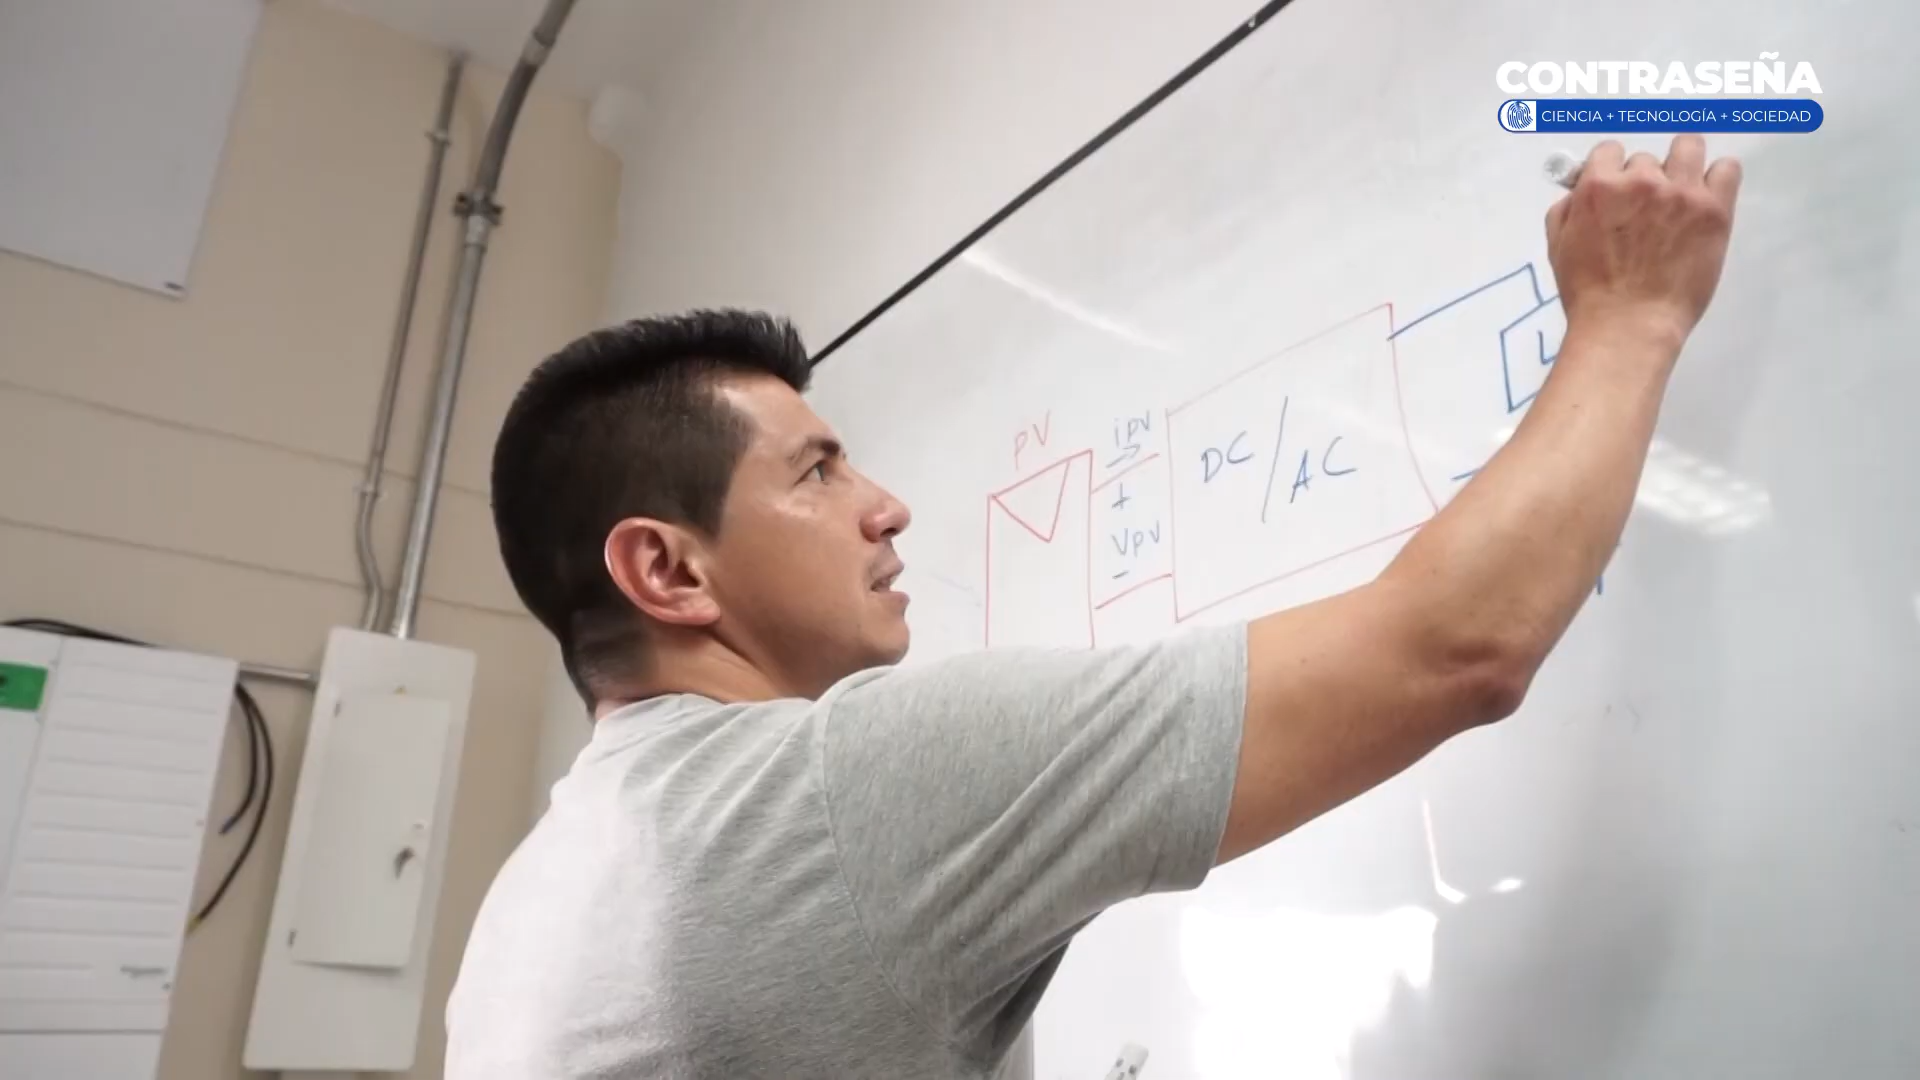 CONTRASEÑA
CIENCIA + TECNOLOGÍA + SOCIEDAD
PV
ipv
+
Vpv
-
DC/AC
L